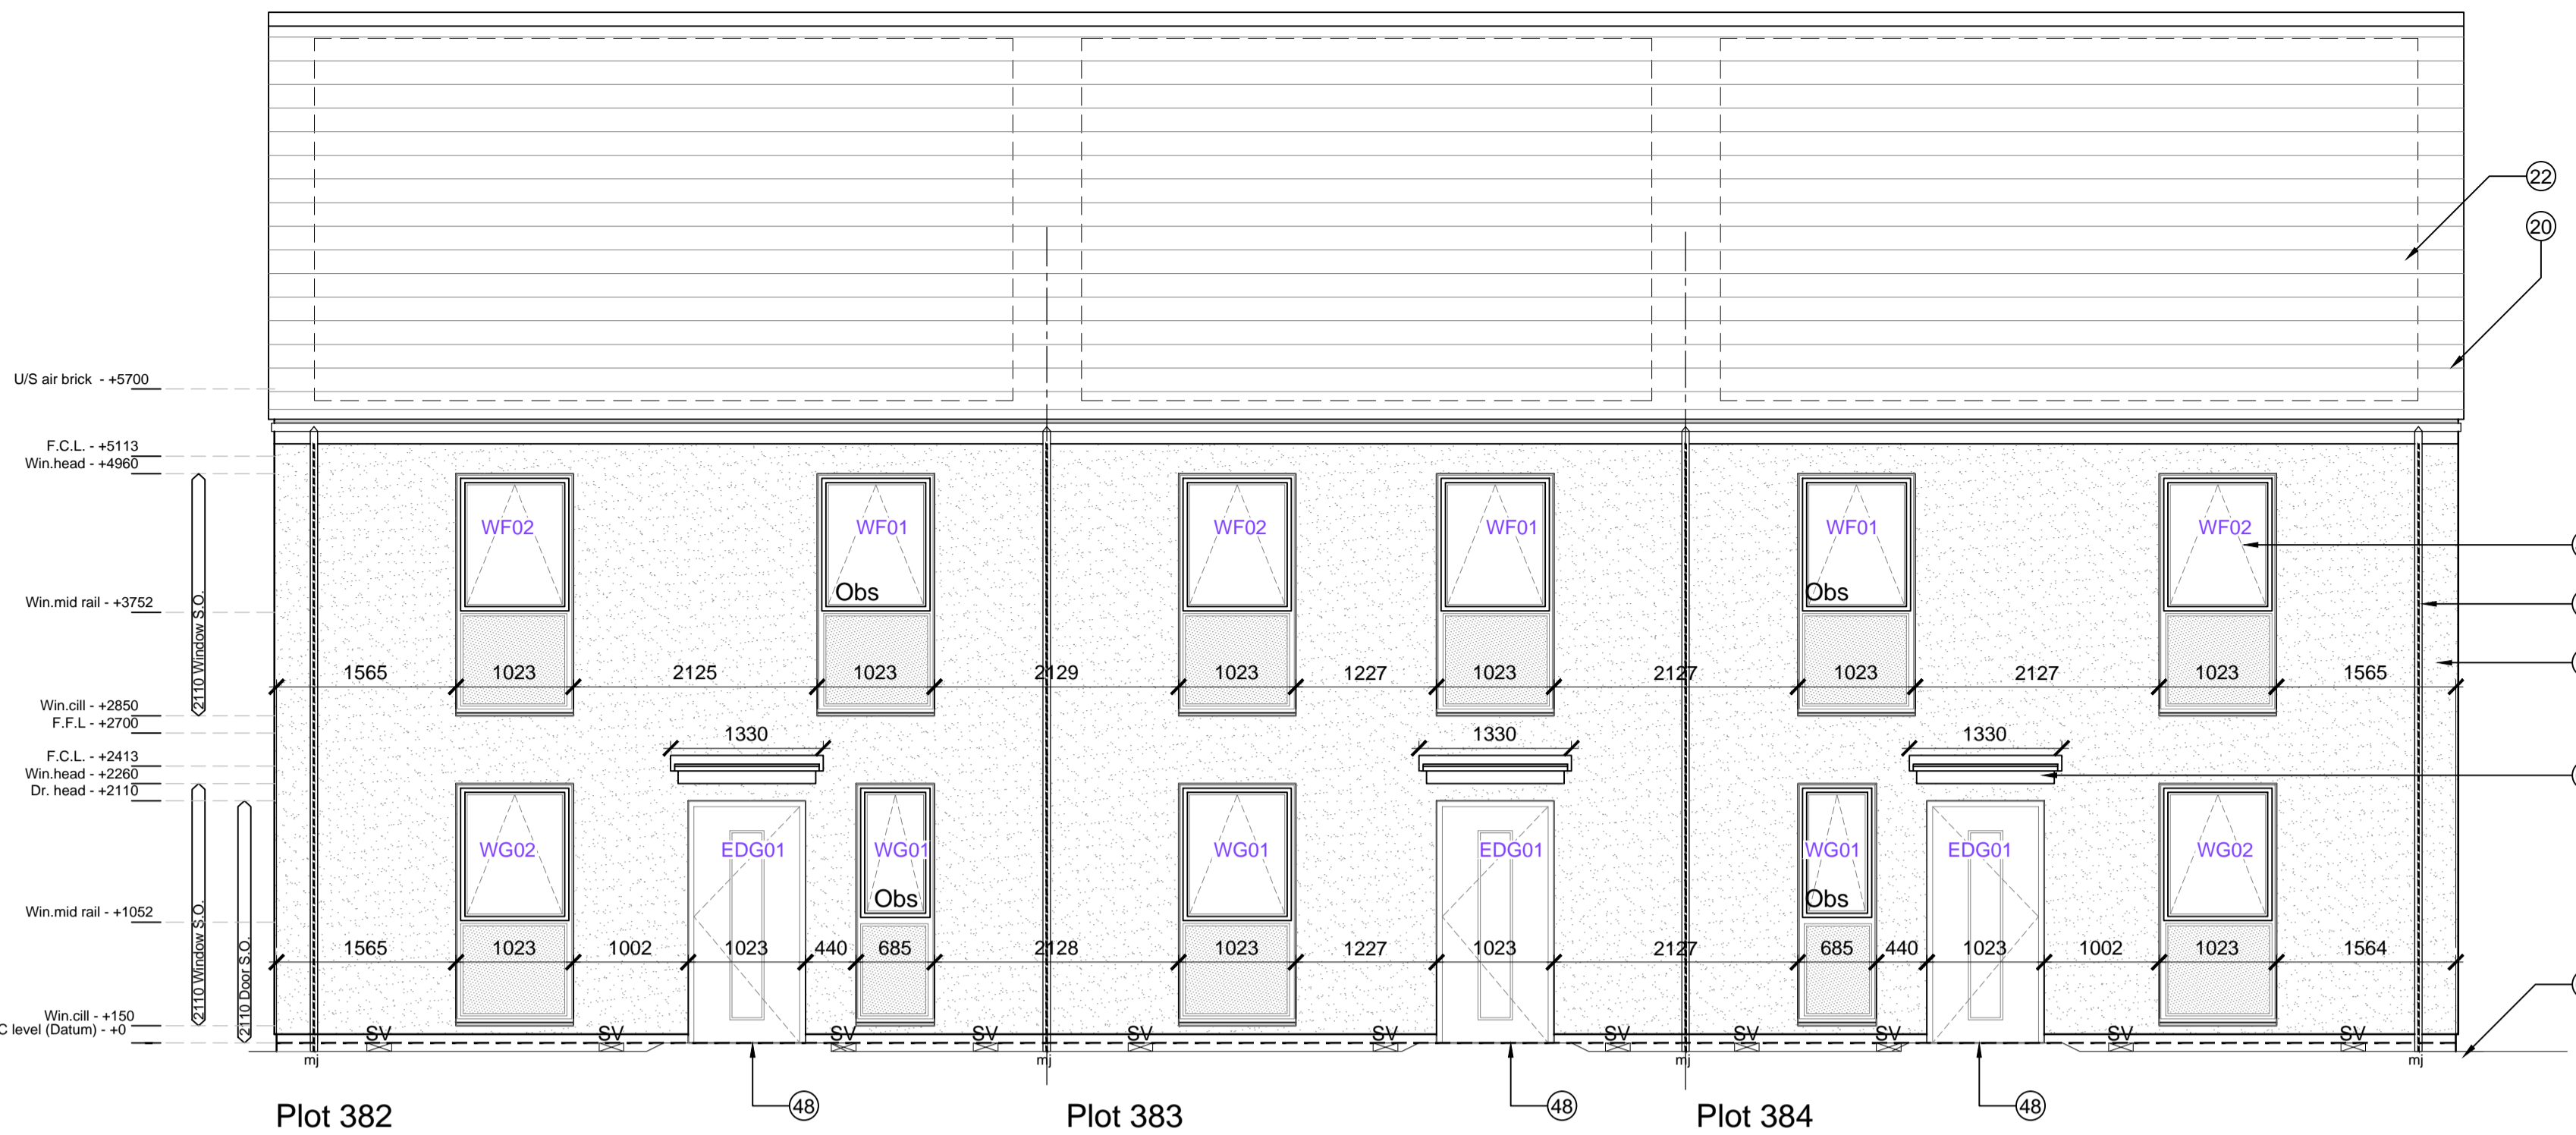 22
20
U/S air brick - +5700
F.C.L. - +5113
Win.head - +4960
WF02 WF01 WF02 WF01 WF01 WF02
Obs Obs
Win.mid rail - +3752
2110 Window S.O.
1565 1023 2125 1023 2129 1023 1227 1023 2127 1023 2127 1023 1565
Win.cill - +2850
F.F.L - +2700
1330 1330 1330
F.C.L. - +2413
Win.head - +2260
Dr. head - +2110
WG02 EDG01 WG01 WG01 EDG01 WG01 EDG01 WG02
Obs Obs
Win.mid rail - +1052
2110 Window S.O.
2110 Door S.O.
1565 1023 1002 1023 440 685 2128 1023 1227 1023 2127 685 440 1023 1002 1023 1564
Win.cill - +150
C level (Datum) - +0
SV SV SV SV SV SV SV SV SV SV SV
mj mj mj mj
48 48 48
Plot 382 Plot 383 Plot 384